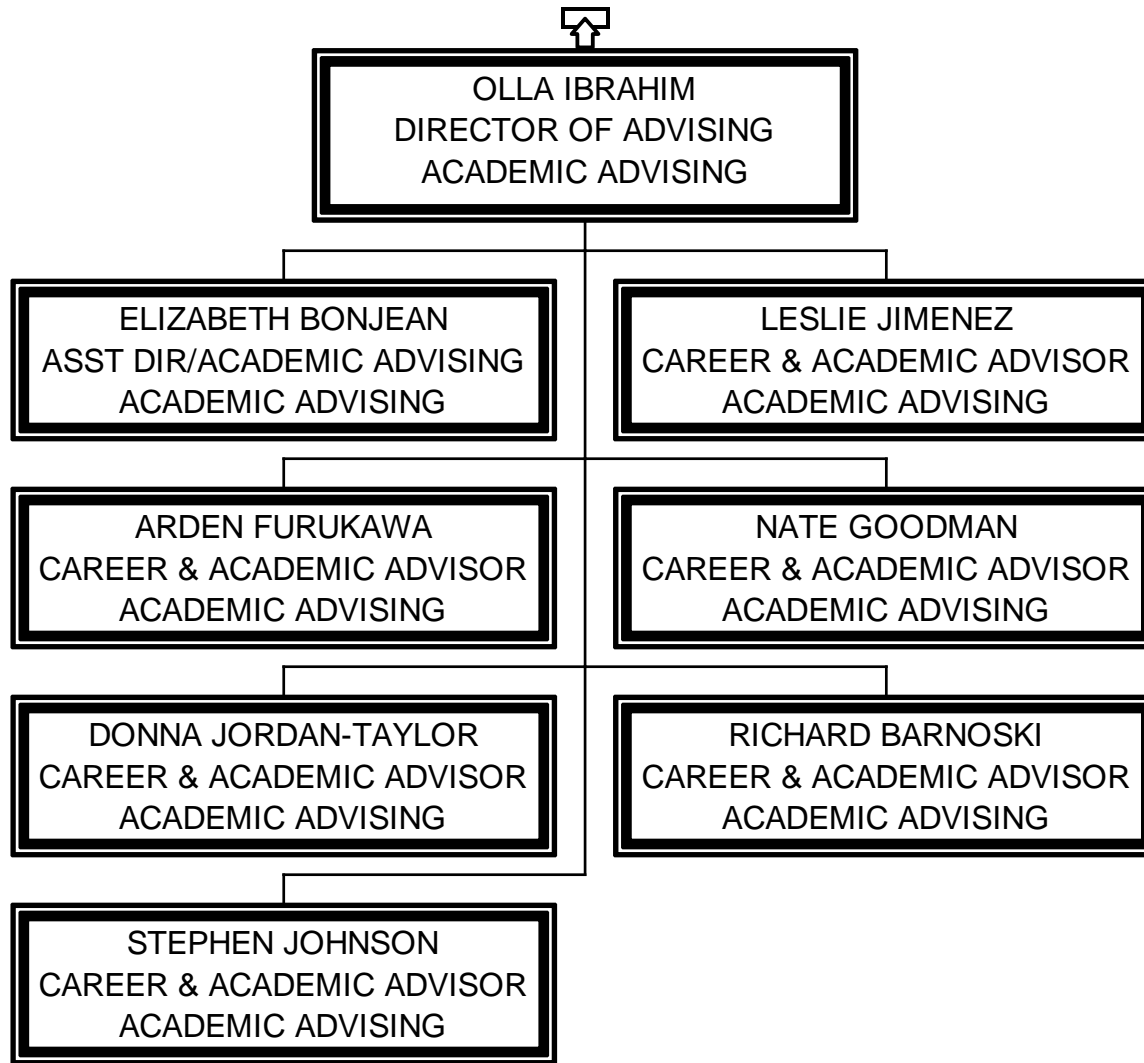 OLLA IBRAHIM
DIRECTOR OF ADVISING
ACADEMIC ADVISING
ELIZABETH BONJEAN
ASST DIR/ACADEMIC ADVISING
ACADEMIC ADVISING
LESLIE JIMENEZ
CAREER & ACADEMIC ADVISOR
ACADEMIC ADVISING
ARDEN FURUKAWA
CAREER & ACADEMIC ADVISOR
ACADEMIC ADVISING
NATE GOODMAN
CAREER & ACADEMIC ADVISOR
ACADEMIC ADVISING
DONNA JORDAN-TAYLOR
CAREER & ACADEMIC ADVISOR
ACADEMIC ADVISING
RICHARD BARNOSKI
CAREER & ACADEMIC ADVISOR
ACADEMIC ADVISING
STEPHEN JOHNSON
CAREER & ACADEMIC ADVISOR
ACADEMIC ADVISING